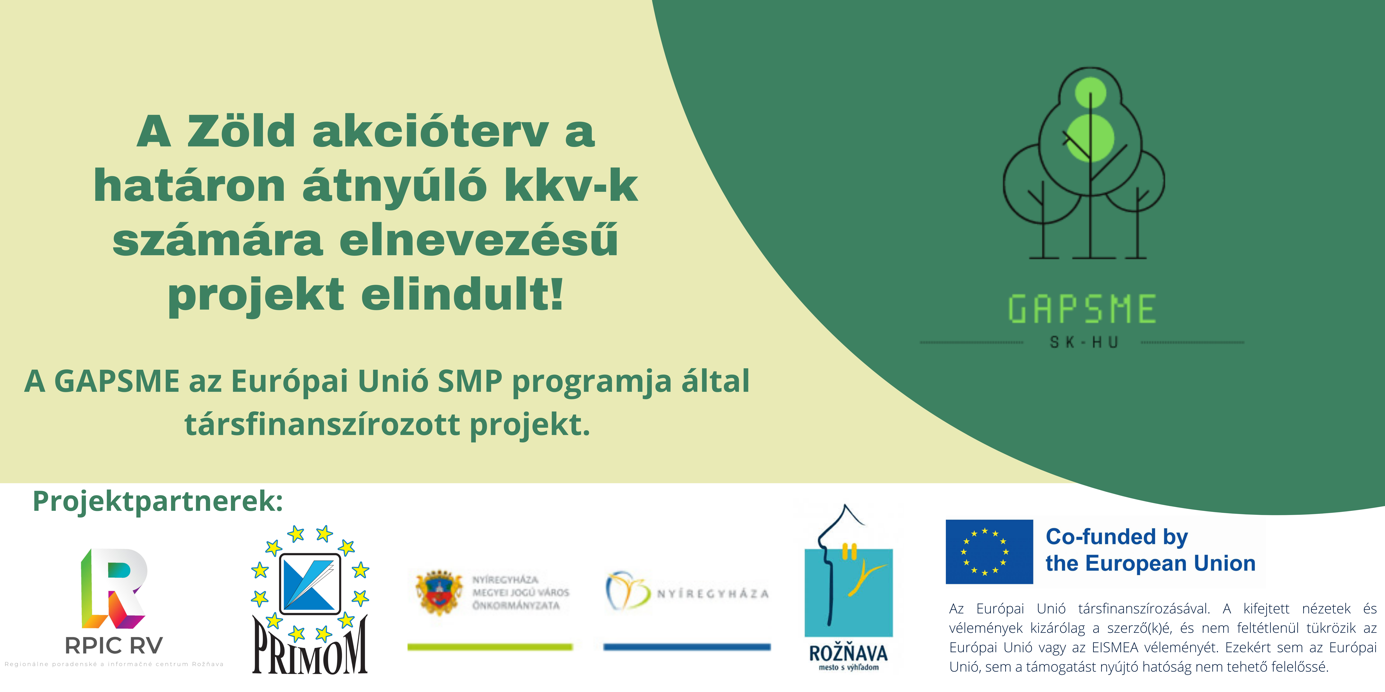 A Zöld akcióterv a
határon átnyúló kkv-k
számára elnevezésű
projekt elindult!
A GAPSME az Európai Unió SMP programja által
társfinanszírozott projekt.
GAPSME
SK-HU
Projektpartnerek:
RPIC RV
Regionálne poradenské a informačné centrum Rožňava
PRIMOM
NYÍREGYHÁZA
MEGYEI JOGÚ VÁROS
ÖNKORMÁNYZATA
NYÍREGYHÁZA
ROŽŇAVA
mesto s výhľadom
Co-funded by
the European Union
Az Európai Unió társfinanszírozásával. A kifejtett nézetek és
vélemények kizárólag a szerző(k)é, és nem feltétlenül tükrözik az
Európai Unió vagy az EISMEA véleményét. Ezekért sem az Európai
Unió, sem a támogatást nyújtó hatóság nem tehető felelőssé.